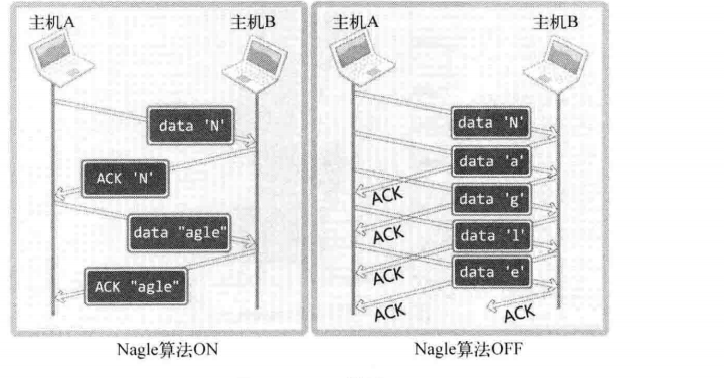 主机A
主机B
data 'N'
ACK 'N'
data "agle"
ACK "agle"
Nagle算法ON
主机A
主机B
data 'N'
data 'a'
ACK
data 'g'
ACK
data 'l'
ACK
data 'e'
ACK
ACK
Nagle算法OFF